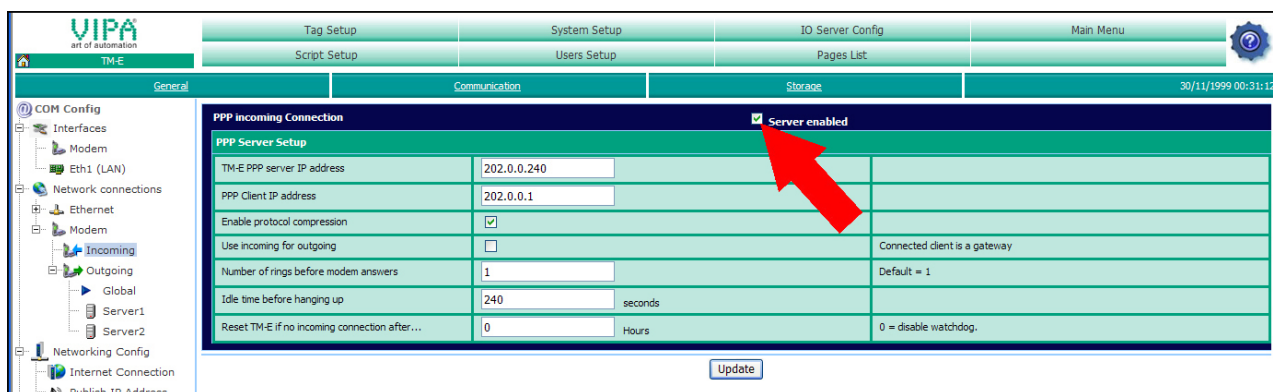 VIPA
art of automation
TM-E
Tag Setup
System Setup
IO Server Config
Main Menu
Script Setup
Users Setup
Pages List
General
Communication
Storage
30/11/1999 00:31:12
COM Config
Interfaces
Modem
Eth1 (LAN)
Network connections
Ethernet
Modem
Incoming
Outgoing
Global
Server1
Server2
Networking Config
Internet Connection
Publish IP Address
PPP incoming Connection
Server enabled
PPP Server Setup
TM-E PPP server IP address
202.0.0.240
PPP Client IP address
202.0.0.1
Enable protocol compression
Use incoming for outgoing
Connected client is a gateway
Number of rings before modem answers
1
Default = 1
Idle time before hanging up
240
seconds
Reset TM-E if no incoming connection after...
0
Hours
0 = disable watchdog.
Update